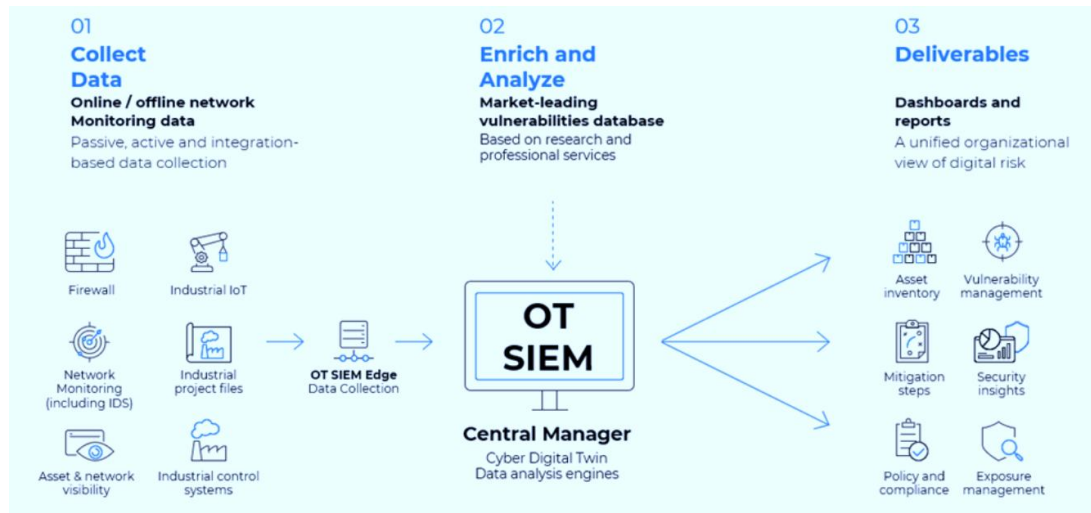 01
Collect
Data
Online / offline network
Monitoring data
Passive, active and integration-
based data collection
Firewall
Industrial IoT
Network
Monitoring
(including IDS)
Industrial
project files
Asset & network
visibility
Industrial control
systems
OT SIEM Edge
Data Collection
02
Enrich and
Analyze
Market-leading
vulnerabilities database
Based on research and
professional services
OT
SIEM
Central Manager
Cyber Digital Twin
Data analysis engines
03
Deliverables
Dashboards and
reports
A unified organizational
view of digital risk
Asset
inventory
Vulnerability
management
Mitigation
steps
Security
insights
Policy and
compliance
Exposure
management